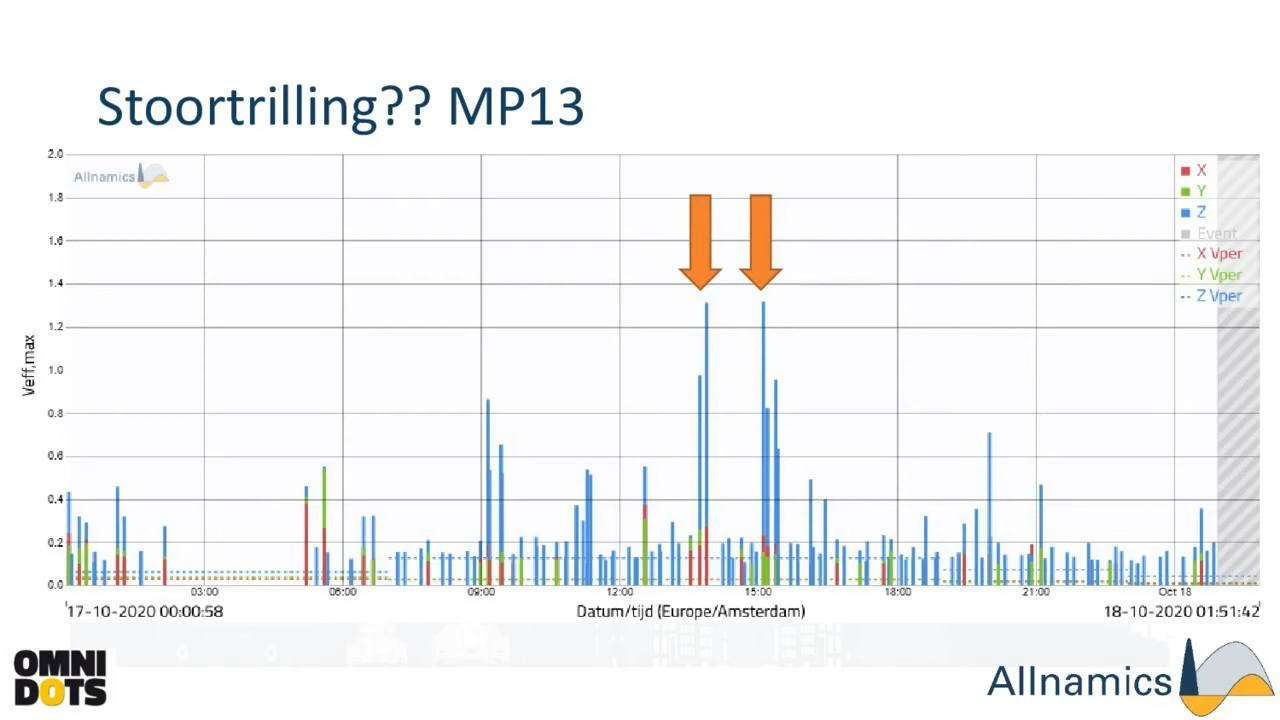 Stoortrilling?? MP13
2.0
Allnamics
1.8
1.6
1.4
1.2
1.0
0.8
0.6
0.4
0.2
0.0
Veff,max
X
Y
Z
Event
X Vper
Y Vper
Z Vper
03:00 06:00 09:00 12:00 15:00 18:00 21:00 Oct 18
17-10-2020 00:00:58 Datum/tijd (Europe/Amsterdam) 18-10-2020 01:51:42
OMNI
DOTS
Allnamics